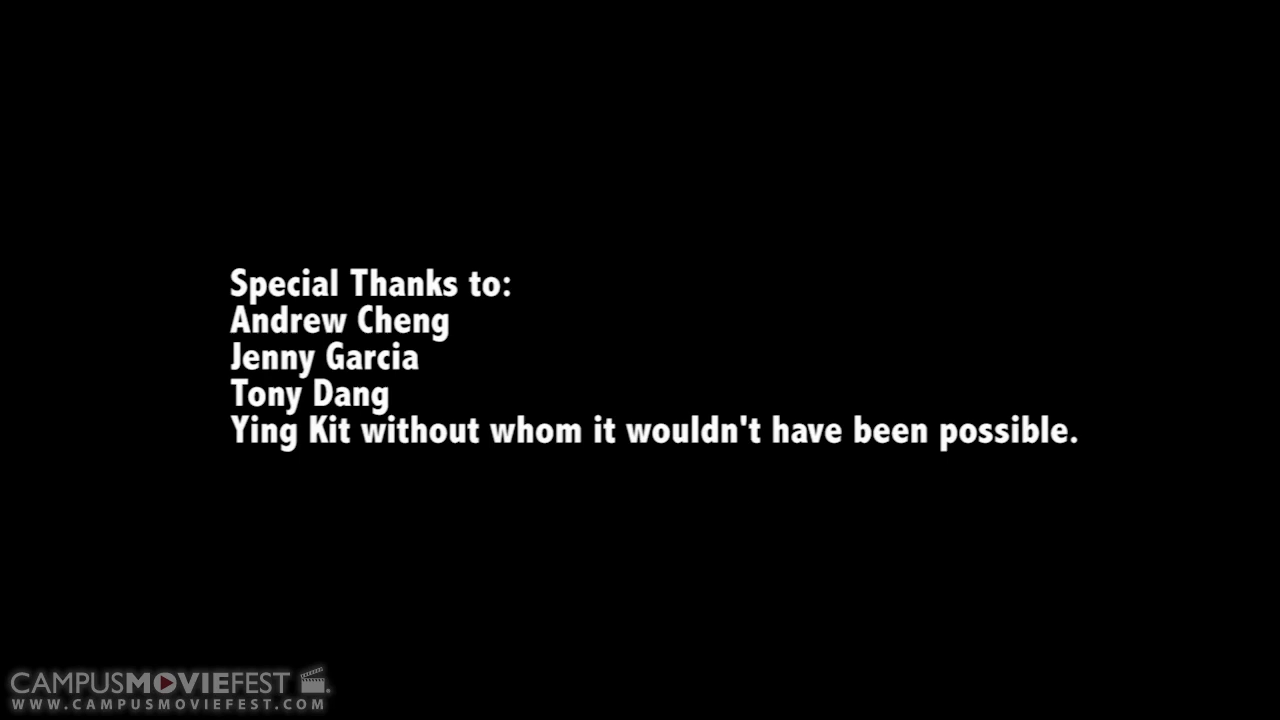 Special Thanks to:
Andrew Cheng
Jenny Garcia
Tony Dang
Ying Kit without whom it wouldn't have been possible.
CAMPUSMOVIEFEST
WWW.CAMPUSMOVIEFEST.COM